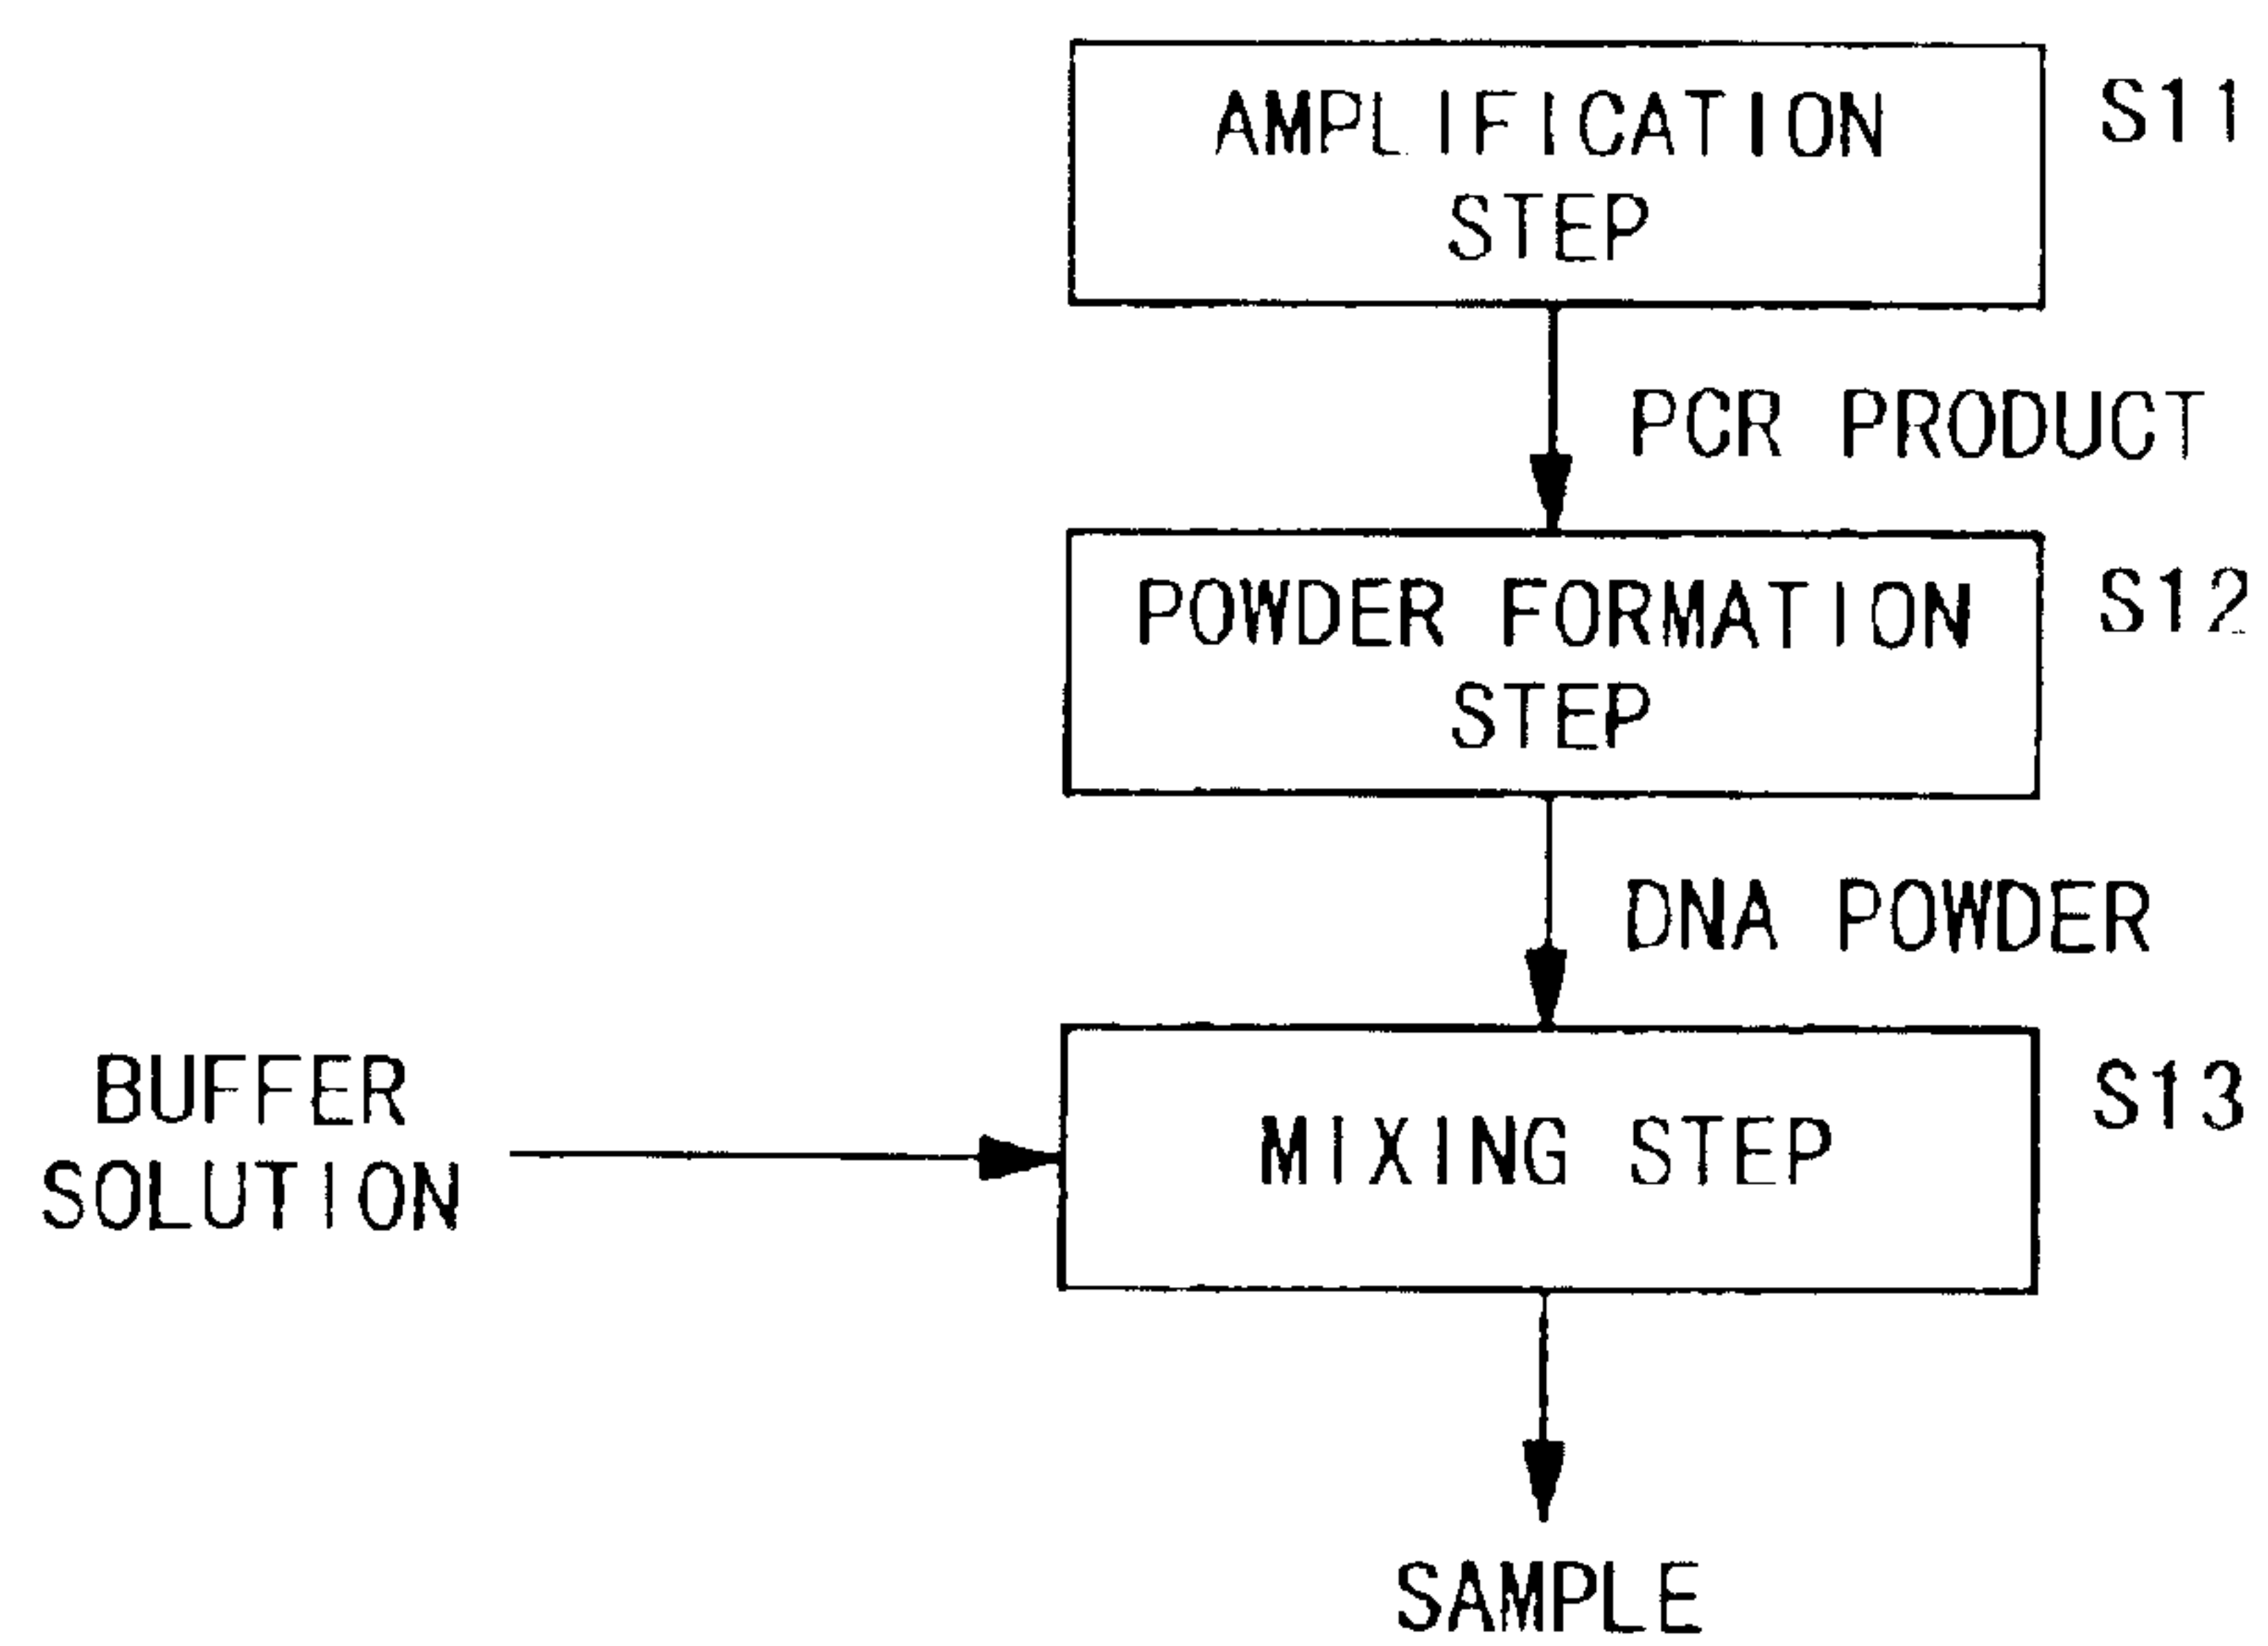 AMPLIFICATION
STEP
S11
PCR PRODUCT
POWDER FORMATION
STEP
S12
DNA POWDER
BUFFER
SOLUTION
MIXING STEP
S13
SAMPLE